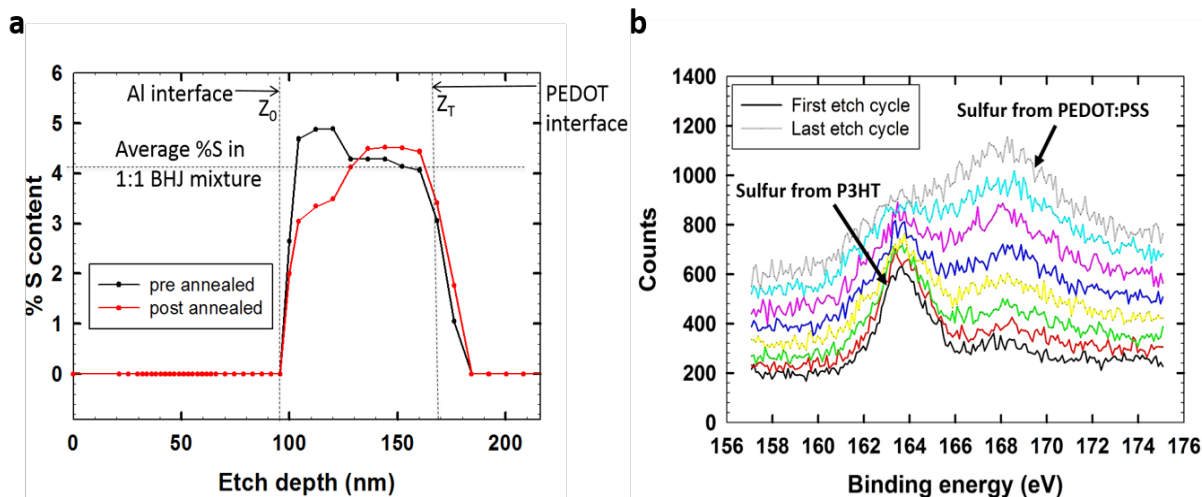 a
% S content
6
5
4
3
2
1
0
Al interface
Z0
ZT
PEDOT
interface
Average %S in
1:1 BHJ mixture
pre annealed
post annealed
0 50 100 150 200
Etch depth (nm)
b
Counts
1400
1200
1000
800
600
400
200
0
First etch cycle
Last etch cycle
Sulfur from PEDOT:PSS
Sulfur from P3HT
156 158 160 162 164 166 168 170 172 174 176
Binding energy (eV)